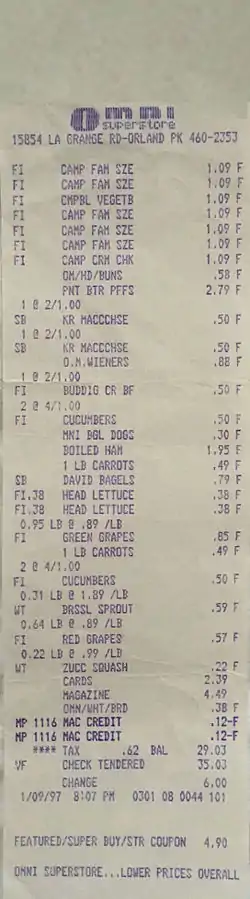 OMNI
superstore
15854 LA GRANGE RD-ORLAND PK 460-2353
FI CAMP FAM SZE 1.09 F
FI CAMP FAM SZE 1.09 F
FI CMPBL VEGETB 1.09 F
FI CAMP FAM SZE 1.09 F
FI CAMP FAM SZE 1.09 F
FI CAMP FAM SZE 1.09 F
FI CAMP CRM CHK 1.09 F
OM/HD/BUNS .58 F
PNT BTR PFFS 2.79 F
1 @ 2/1.00
SB KR MACCCHSE .50 F
1 @ 2/1.00
SB KR MACCCHSE .50 F
O.M.WIENERS .88 F
1 @ 2/1.00
FI BUDDIG CR BF .50 F
2 @ 4/1.00
FI CUCUMBERS .50 F
MNI BGL DOGS .30 F
BOILED HAM 1.95 F
1 LB CARROTS .49 F
SB DAVID BAGELS .79 F
FI.38 HEAD LETTUCE .38 F
FI.38 HEAD LETTUCE .38 F
0.95 LB @ .89 /LB
FI GREEN GRAPES .85 F
1 LB CARROTS .49 F
2 @ 4/1.00
FI CUCUMBERS .50 F
0.31 LB @ 1.89 /LB
WT BRSSL SPROUT .59 F
0.64 LB @ .89 /LB
FI RED GRAPES .57 F
0.22 LB @ .99 /LB
WT ZUCC SQUASH .22 F
CARDS 2.39
MAGAZINE 4.49
OMN/WHT/BRD .38 F
MP 1116 MAC CREDIT .12-F
MP 1116 MAC CREDIT .12-F
**** TAX .62 BAL 29.03
VF CHECK TENDERED 35.03
CHANGE 6.00
1/09/97 8:07 PM 0301 08 0044 101
FEATURED/SUPER BUY/STR COUPON 4.90
OMNI SUPERSTORE...LOWER PRICES OVERALL